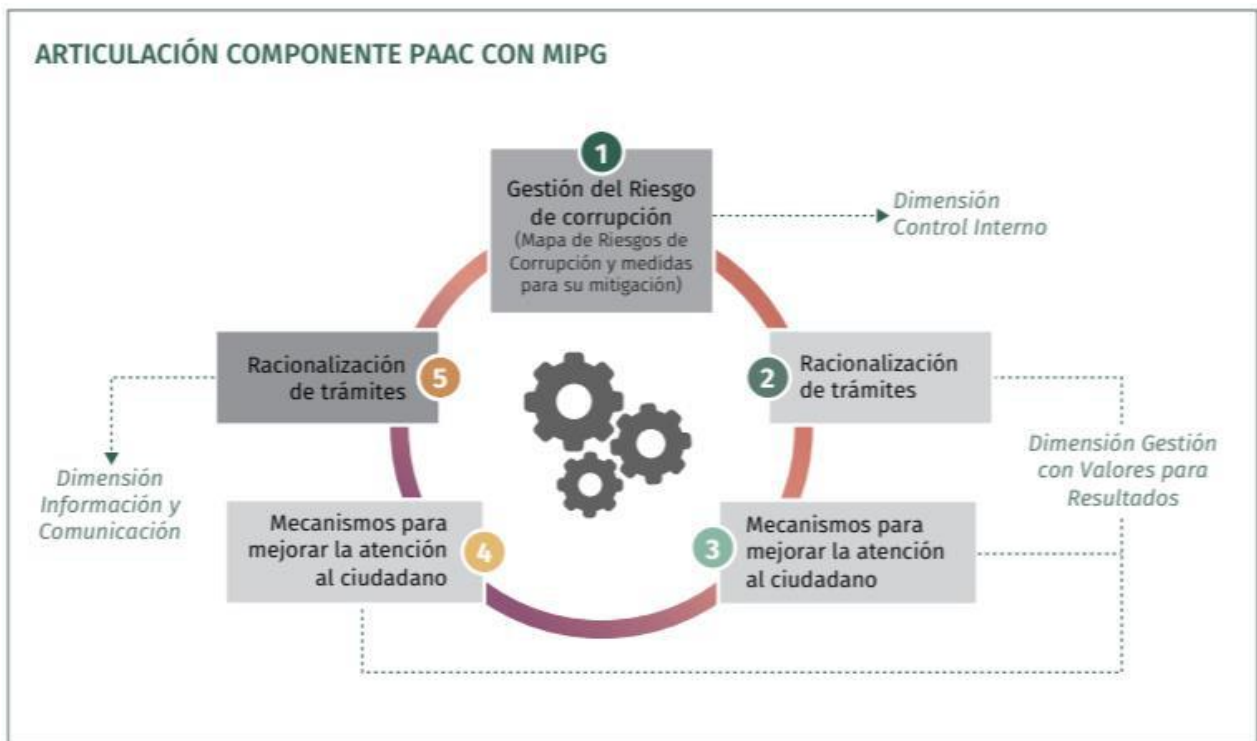 ARTICULACIÓN COMPONENTE PAAC CON MIPG
1
Gestión del Riesgo
de corrupción
(Mapa de Riesgos de
Corrupción y medidas
para su mitigación)
Dimensión
Control Interno
Racionalización
de trámites
5
2
Racionalización
de trámites
Dimensión Gestión
con Valores para
Resultados
Dimensión
Información y
Comunicación
Mecanismos para
mejorar la atención
al ciudadano
4
3
Mecanismos para
mejorar la atención
al ciudadano